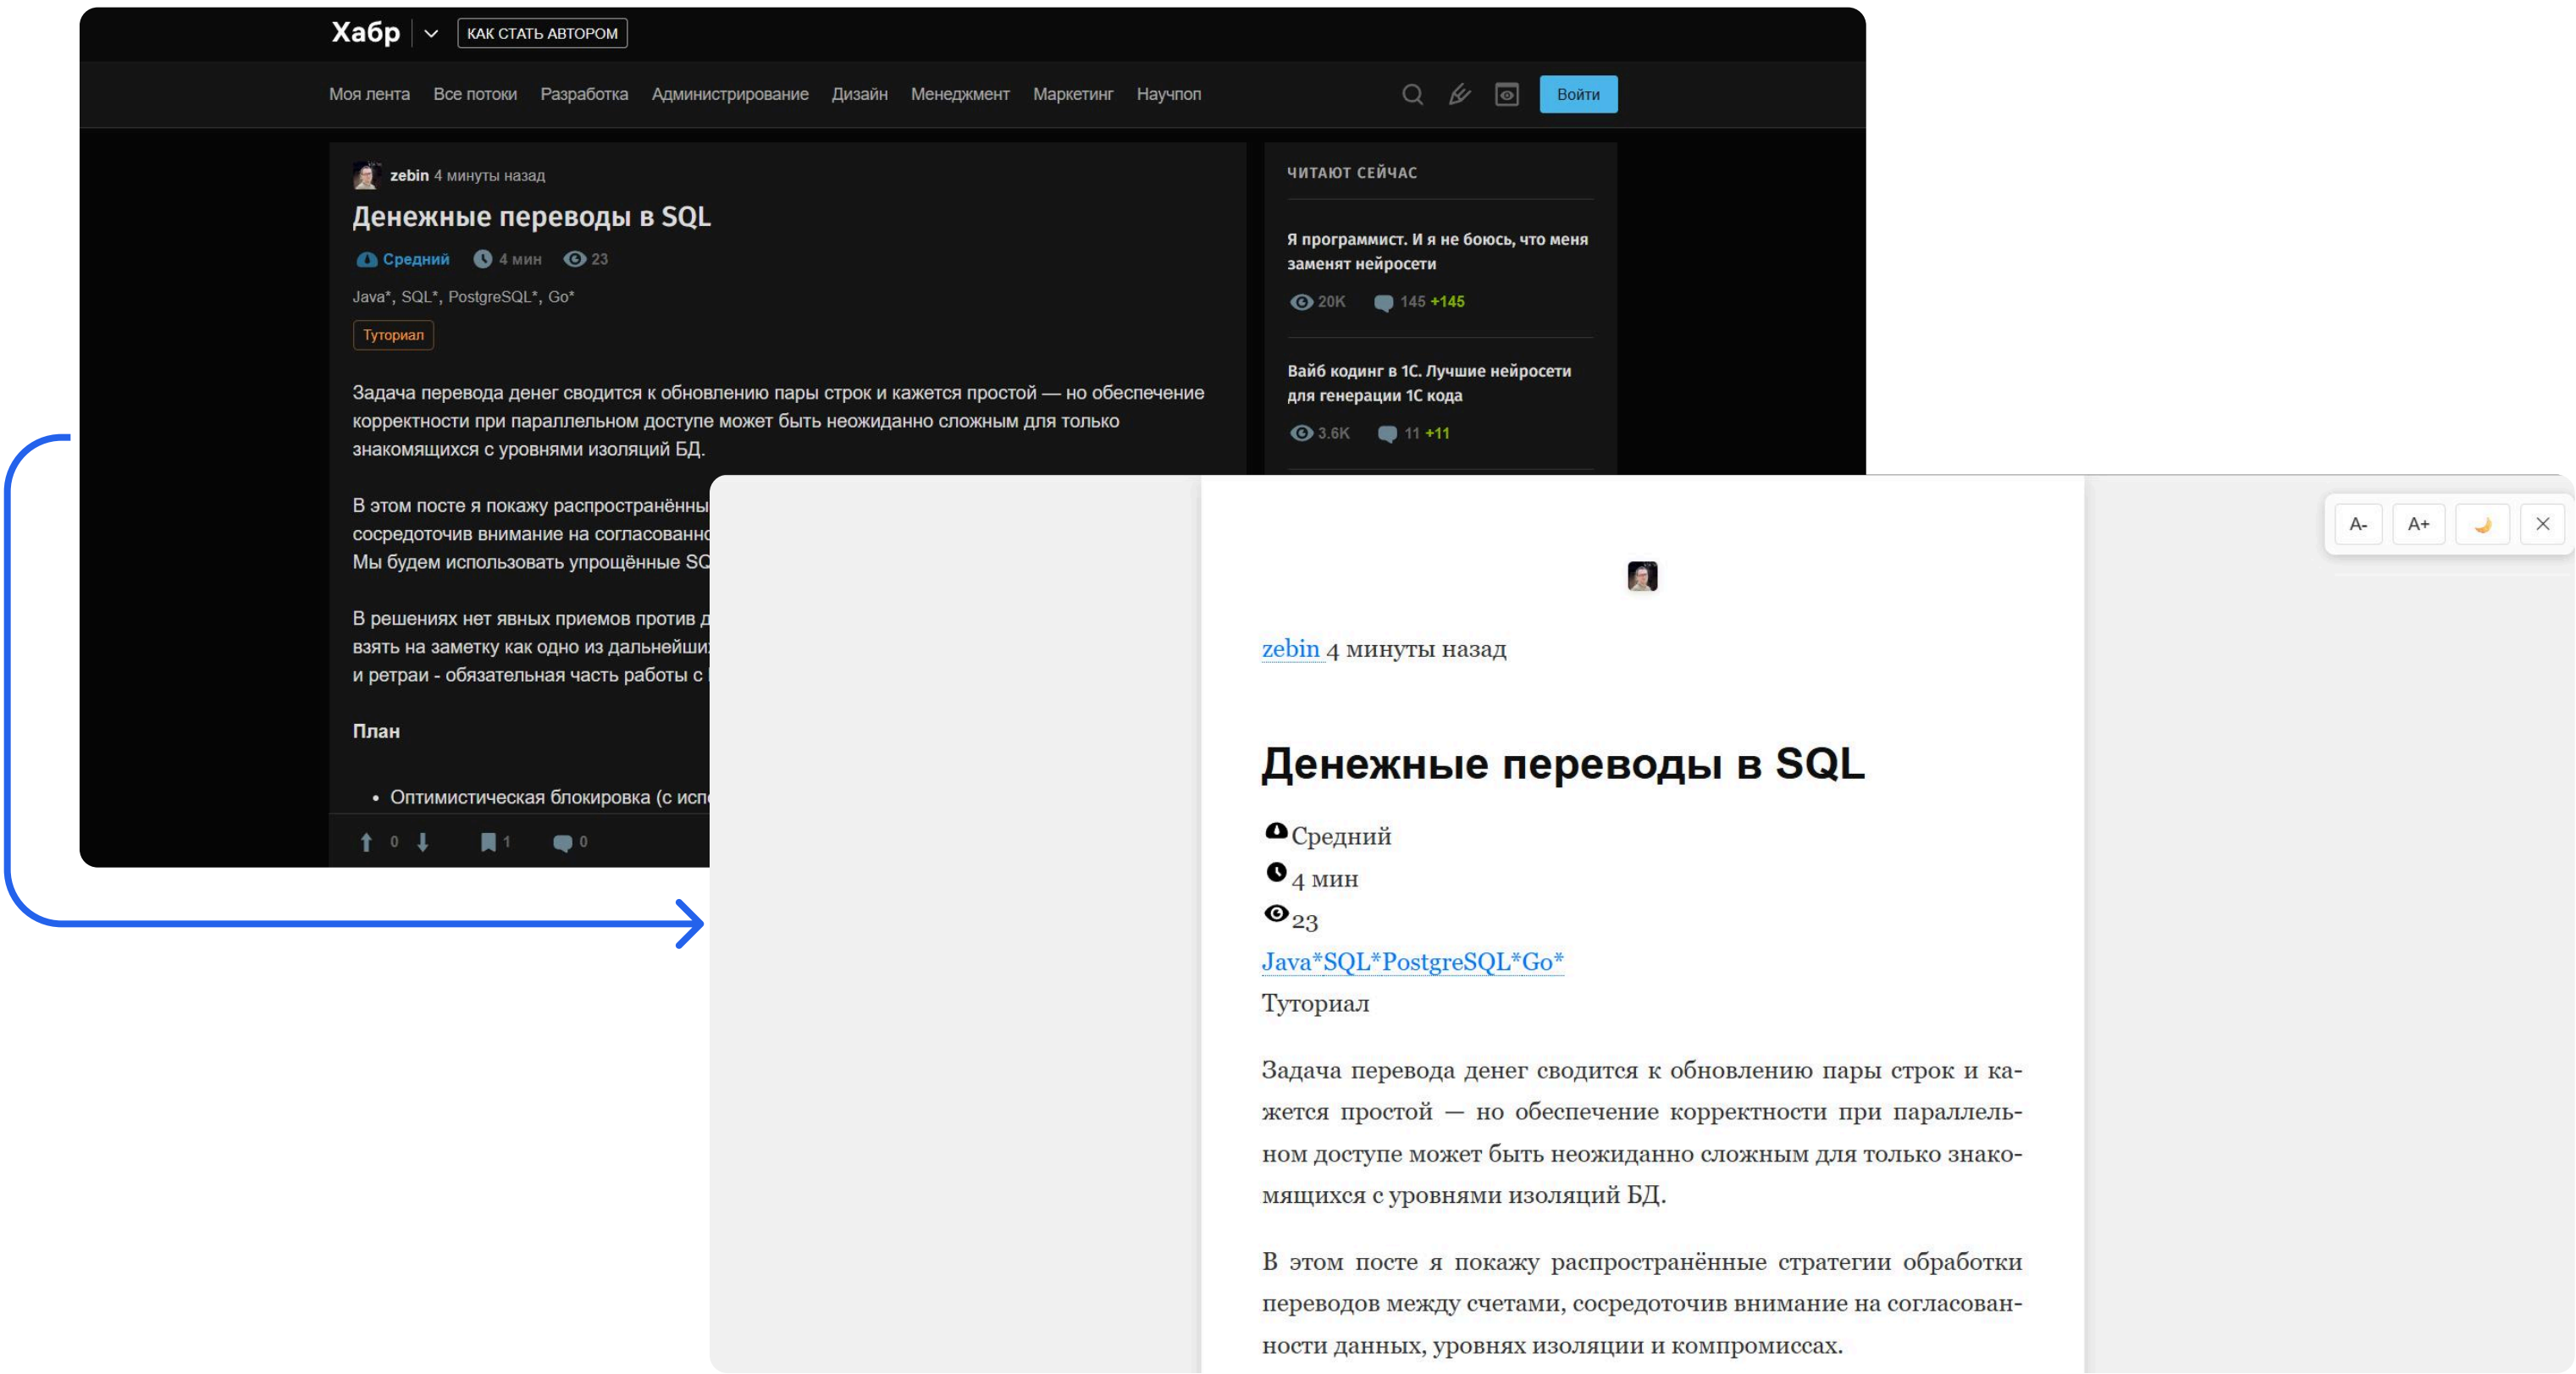 Хабр
КАК СТАТЬ АВТОРОМ
Моя лента Все потоки Разработка Администрирование Дизайн Менеджмент Маркетинг Научпоп
Войти
zebin 4 минуты назад
Денежные переводы в SQL
Средний 4 мин 23
Java*, SQL*, PostgreSQL*, Go*
Туториал
Задача перевода денег сводится к обновлению пары строк и кажется простой — но обеспечение
корректности при параллельном доступе может быть неожиданно сложным для только
знакомящихся с уровнями изоляций БД.
В этом посте я покажу распространённы
сосредоточив внимание на согласованно
Мы будем использовать упрощённые SQ
В решениях нет явных приемов против д
взять на заметку как одно из дальнейши
и ретраи - обязательная часть работы с
План
• Оптимистическая блокировка (с испо
0 1 0
ЧИТАЮТ СЕЙЧАС
Я программист. И я не боюсь, что меня
заменят нейросети
20K 145 +145
Вайб кодинг в 1С. Лучшие нейросети
для генерации 1С кода
3.6K 11 +11
A- A+
zebin 4 минуты назад
Денежные переводы в SQL
Средний
4 мин
23
Java*SQL*PostgreSQL*Go*
Туториал
Задача перевода денег сводится к обновлению пары строк и ка-
жется простой — но обеспечение корректности при параллель-
ном доступе может быть неожиданно сложным для только знако-
мящихся с уровнями изоляций БД.
В этом посте я покажу распространённые стратегии обработки
переводов между счетами, сосредоточив внимание на согласован-
ности данных, уровнях изоляции и компромиссах.